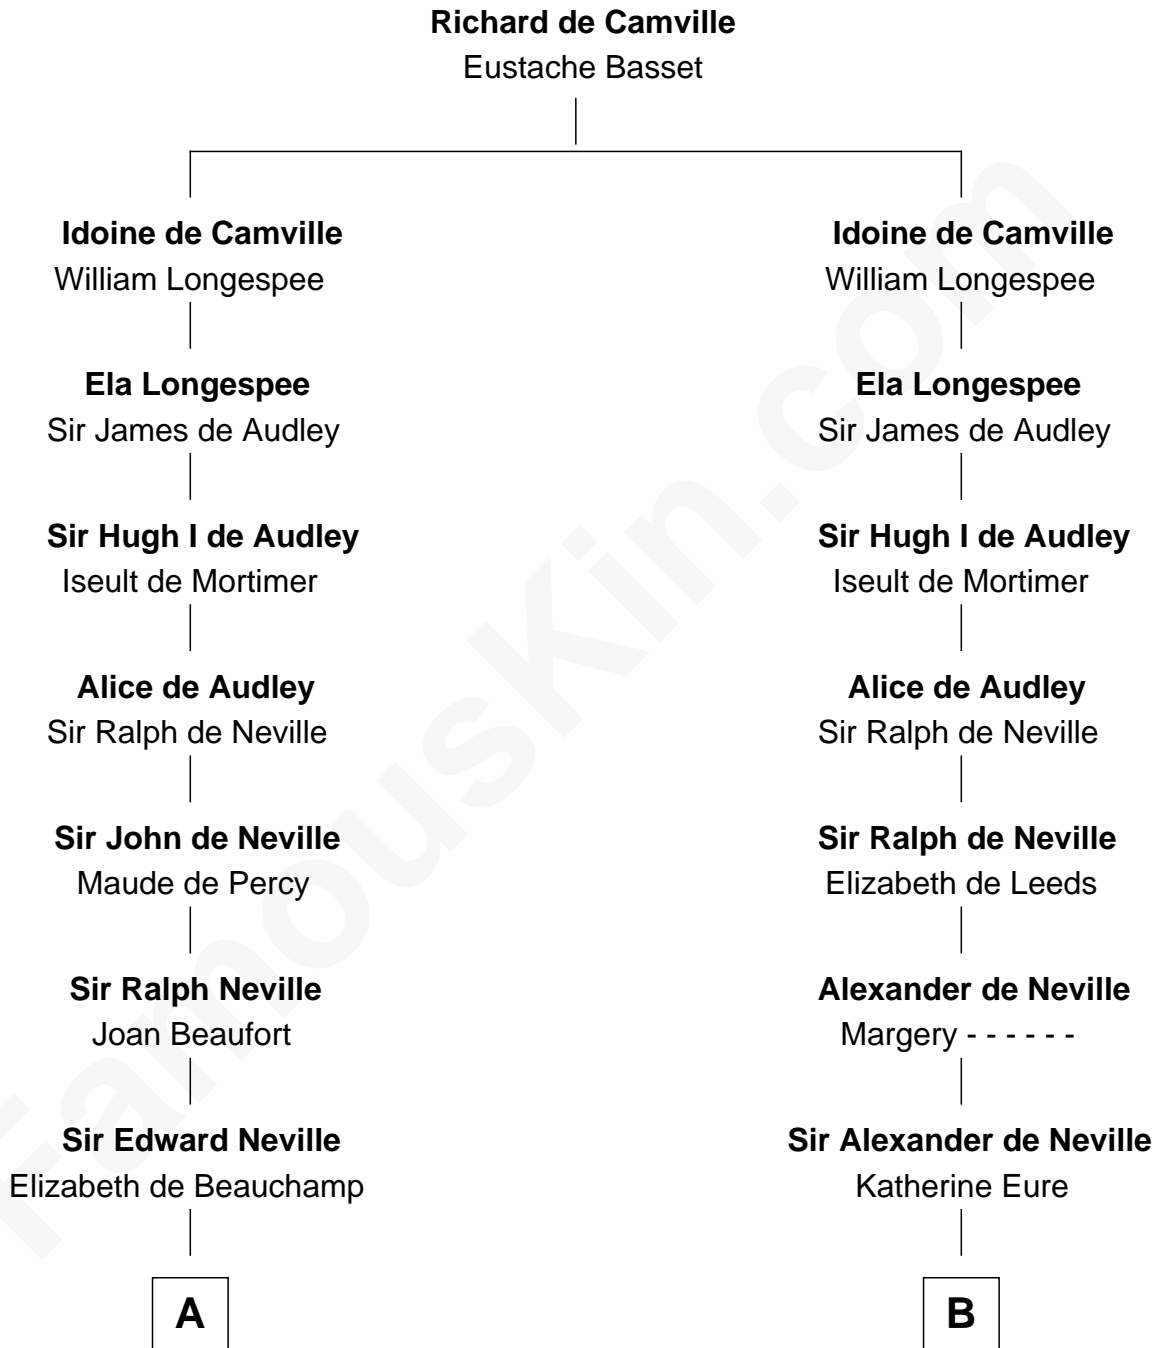 Richard de Camville
Eustache Basset
Idoine de Camville
William Longespee
Idoine de Camville
William Longespee
Ela Longespee
Sir James de Audley
Ela Longespee
Sir James de Audley
Sir Hugh I de Audley
Iseult de Mortimer
Sir Hugh I de Audley
Iseult de Mortimer
Alice de Audley
Sir Ralph de Neville
Alice de Audley
Sir Ralph de Neville
Sir John de Neville
Maude de Percy
Sir Ralph de Neville
Elizabeth de Leeds
Sir Ralph Neville
Joan Beaufort
Alexander de Neville
Margery - - - - - -
Sir Edward Neville
Elizabeth de Beauchamp
Sir Alexander de Neville
Katherine Eure
A
B
FamousKin.com